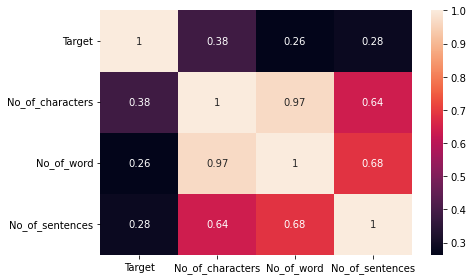 Target 1 0.38 0.26 0.28
No_of_characters 0.38 1 0.97 0.64
No_of_word 0.26 0.97 1 0.68
No_of_sentences 0.28 0.64 0.68 1
Target No_of_characters No_of_word No_of_sentences
1.0
0.9
0.8
0.7
0.6
0.5
0.4
0.3